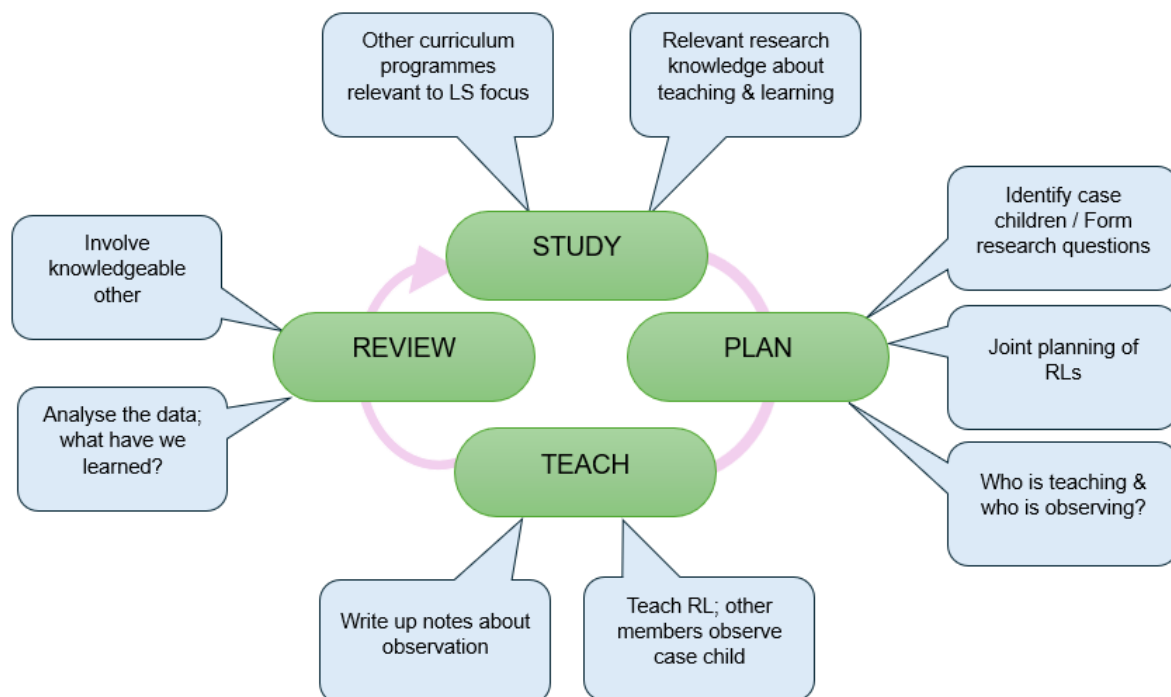 Other curriculum
programmes
relevant to LS focus
Relevant research
knowledge about
teaching & learning
STUDY
Identify case
children / Form
research questions
PLAN
Joint planning of
RLs
Who is teaching &
who is observing?
TEACH
Teach RL; other
members observe
case child
Write up notes about
observation
REVIEW
Involve
knowledgeable
other
Analyse the data;
what have we
learned?